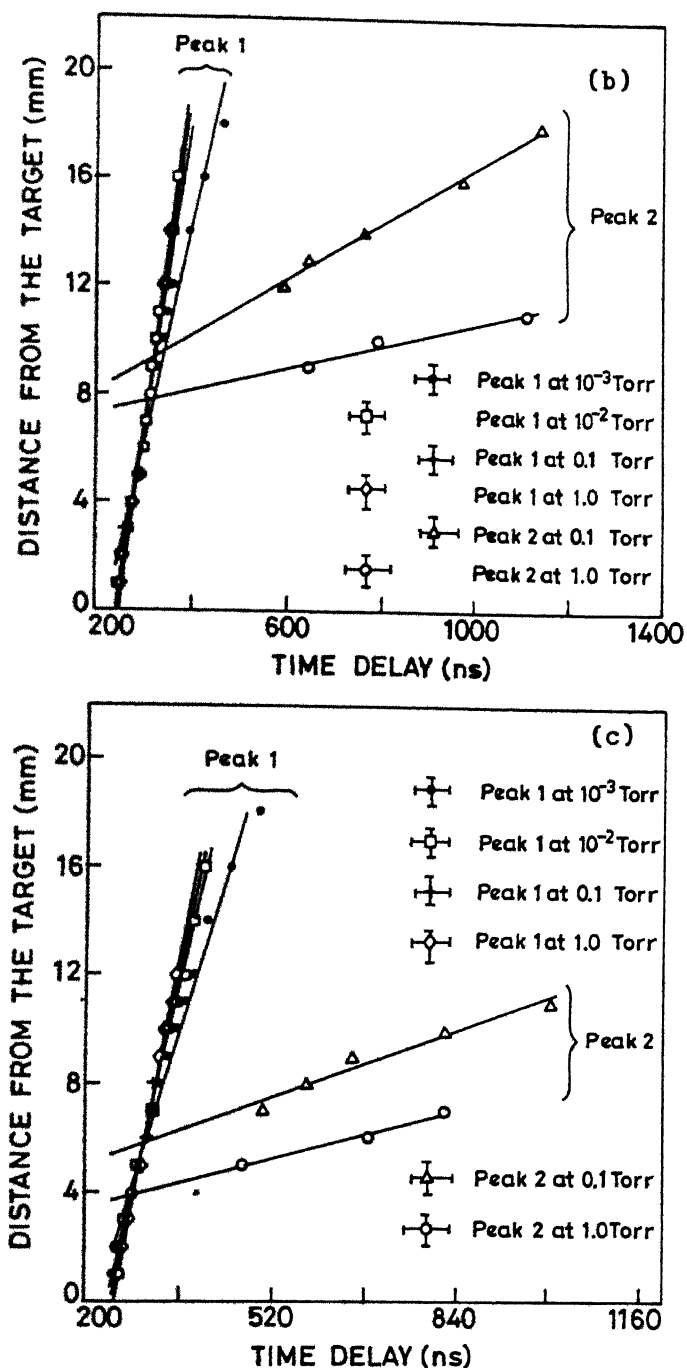 Peak 1
(b)
20
16
12
8
4
0
DISTANCE FROM THE TARGET (mm)
Peak 2
Peak 1 at 10⁻³ Torr
Peak 1 at 10⁻² Torr
Peak 1 at 0.1 Torr
Peak 1 at 1.0 Torr
Peak 2 at 0.1 Torr
Peak 2 at 1.0 Torr
200 600 1000 1400
TIME DELAY (ns)
(c)
Peak 1
20
16
12
8
4
0
DISTANCE FROM THE TARGET (mm)
Peak 1 at 10⁻³ Torr
Peak 1 at 10⁻² Torr
Peak 1 at 0.1 Torr
Peak 1 at 1.0 Torr
Peak 2
Peak 2 at 0.1 Torr
Peak 2 at 1.0 Torr
200 520 840 1160
TIME DELAY (ns)